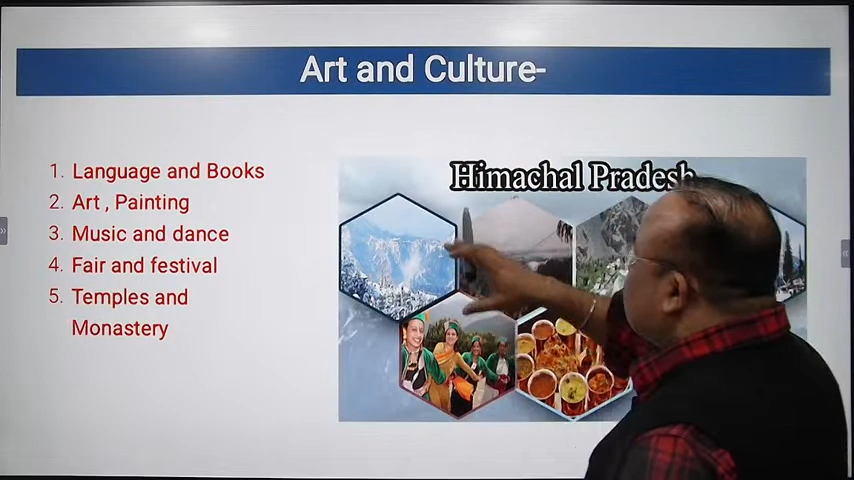 Art and Culture-
1. Language and Books
2. Art , Painting
3. Music and dance
4. Fair and festival
5. Temples and
Monastery
Himachal Pradesh